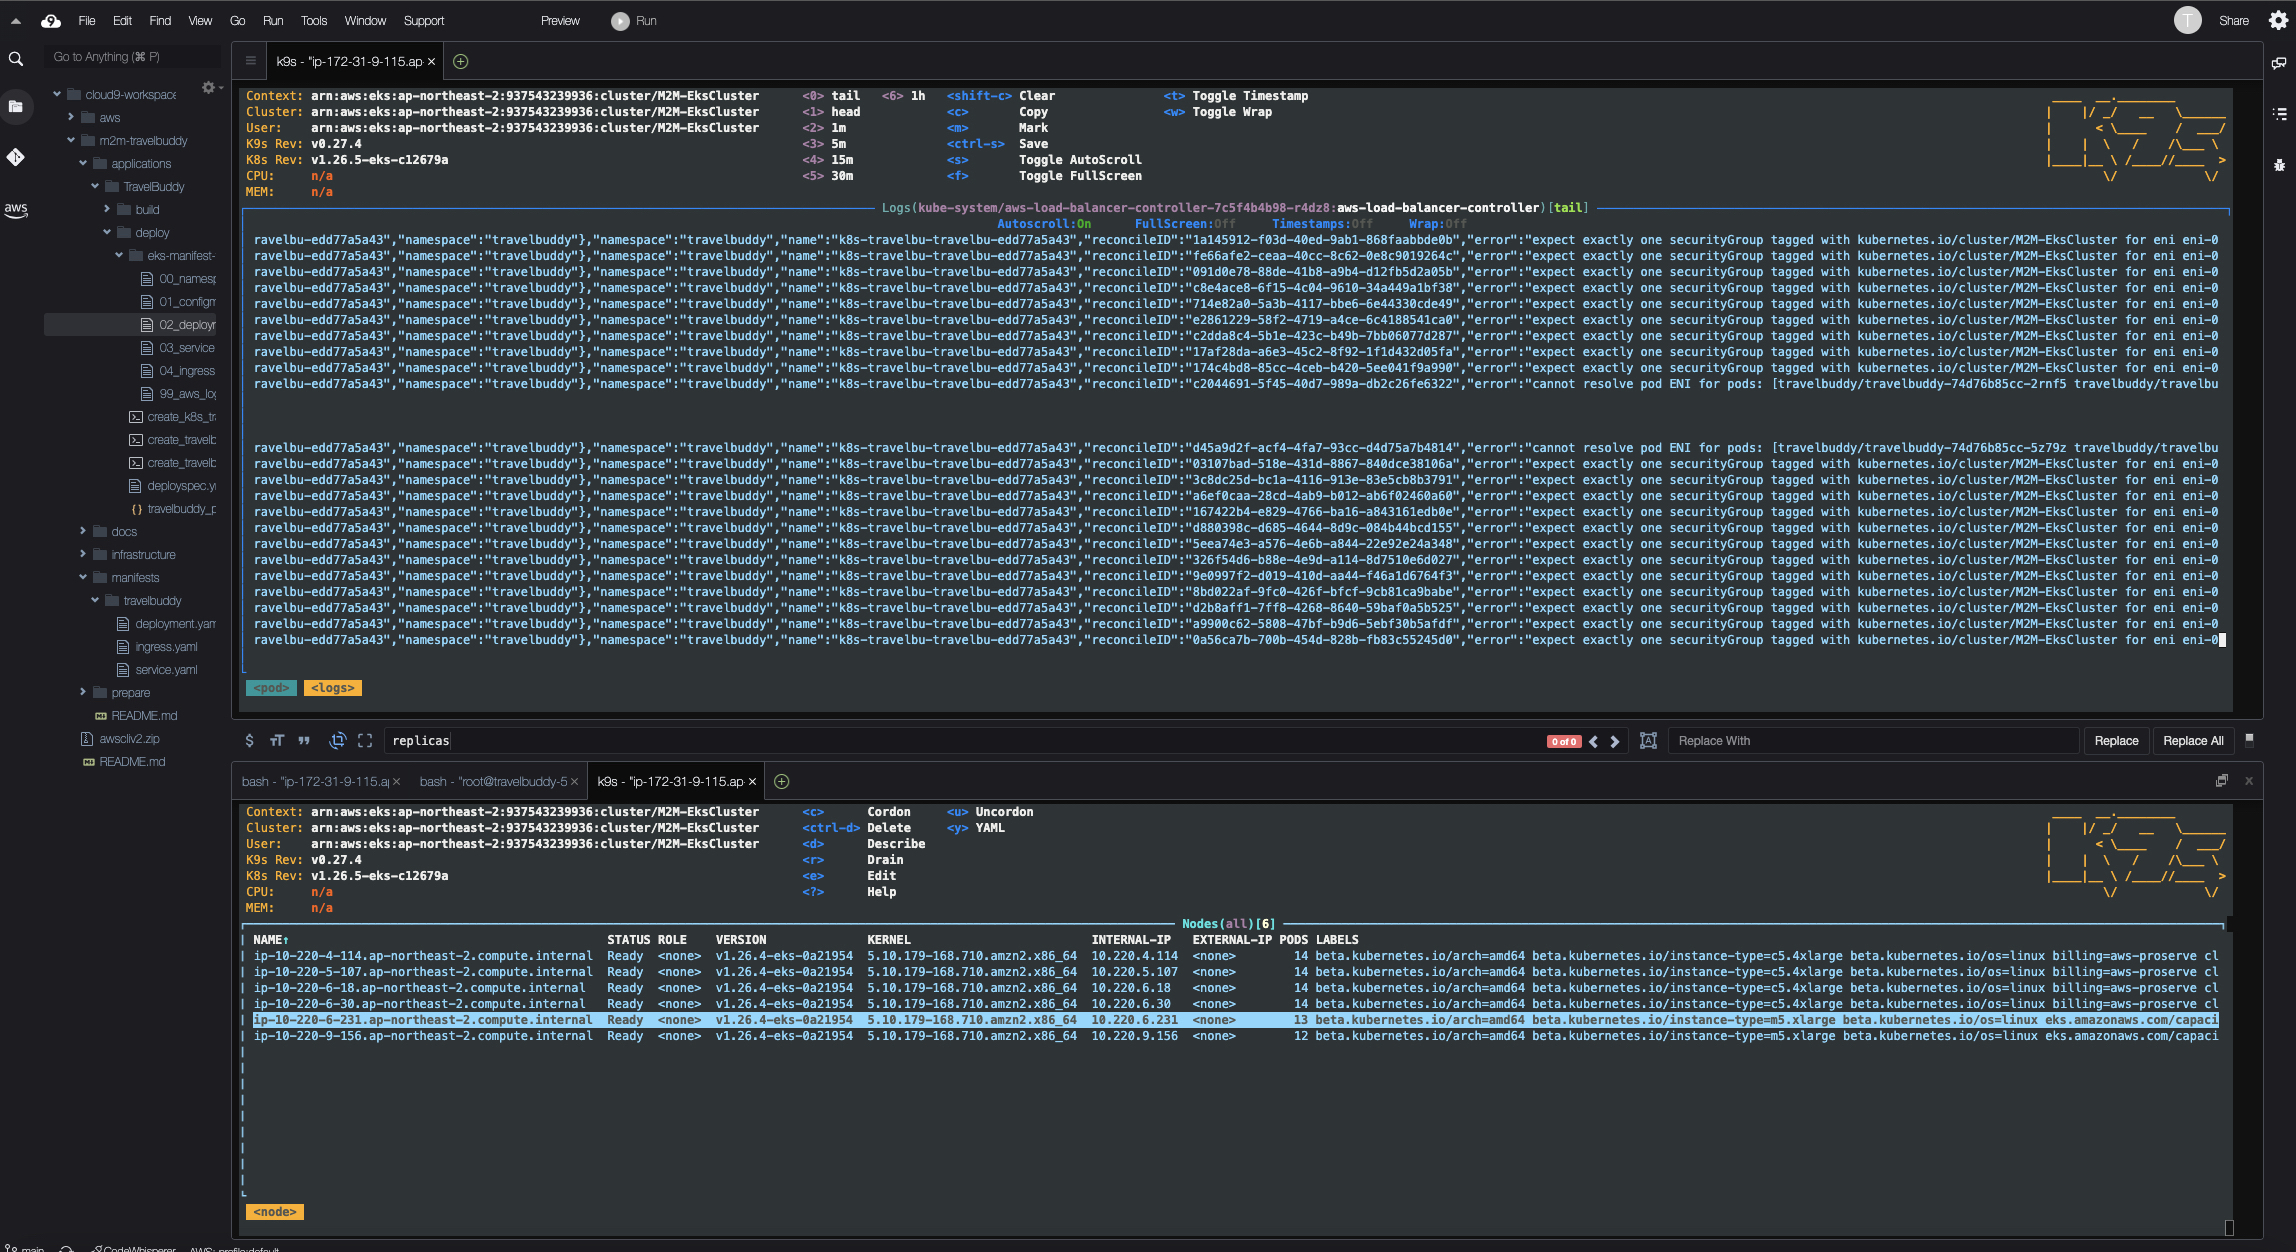 File Edit Find View Go Run Tools Window Support Preview Run T Share
Go to Anything (⌘ P)
k9s - "ip-172-31-9-115.ap
cloud9-workspace
aws
m2m-travelbuddy
applications
TravelBuddy
build
deploy
eks-manifest-
00_namesp
01_configm
02_deployr
03_service
04_ingress
99_aws_log
create_k8s_tr
create_travelb
create_travelb
deployspec.yr
travelbuddy_p
docs
infrastructure
manifests
travelbuddy
deployment.yam
ingress.yaml
service.yaml
prepare
README.md
awscliv2.zip
README.md
aws
Context: arn:aws:eks:ap-northeast-2:937543239936:cluster/M2M-EksCluster <0> tail <6> 1h <shift-c> Clear <t> Toggle Timestamp
Cluster: arn:aws:eks:ap-northeast-2:937543239936:cluster/M2M-EksCluster <1> head <c> Copy <w> Toggle Wrap
User: arn:aws:eks:ap-northeast-2:937543239936:cluster/M2M-EksCluster <2> 1m <m> Mark
K9s Rev: v0.27.4 <3> 5m <ctrl-s> Save
K8s Rev: v1.26.5-eks-c12679a <4> 15m <s> Toggle AutoScroll
CPU: n/a <5> 30m <f> Toggle FullScreen
MEM: n/a
Logs(kube-system/aws-load-balancer-controller-7c5f4b4b98-r4dz8:aws-load-balancer-controller)[tail]
Autoscroll:On FullScreen:Off Timestamps:Off Wrap:Off
ravelbu-edd77a5a43","namespace":"travelbuddy"},"namespace":"travelbuddy","name":"k8s-travelbu-travelbu-edd77a5a43","reconcileID":"1a145912-f03d-40ed-9ab1-868faabbde0b","error":"expect exactly one securityGroup tagged with kubernetes.io/cluster/M2M-EksCluster for eni eni-0
ravelbu-edd77a5a43","namespace":"travelbuddy"},"namespace":"travelbuddy","name":"k8s-travelbu-travelbu-edd77a5a43","reconcileID":"fe66afe2-ceaa-40cc-8c62-0e8c9019264c","error":"expect exactly one securityGroup tagged with kubernetes.io/cluster/M2M-EksCluster for eni eni-0
ravelbu-edd77a5a43","namespace":"travelbuddy"},"namespace":"travelbuddy","name":"k8s-travelbu-travelbu-edd77a5a43","reconcileID":"091d0e78-88de-41b8-a9b4-d12fb5d2a05b","error":"expect exactly one securityGroup tagged with kubernetes.io/cluster/M2M-EksCluster for eni eni-0
ravelbu-edd77a5a43","namespace":"travelbuddy"},"namespace":"travelbuddy","name":"k8s-travelbu-travelbu-edd77a5a43","reconcileID":"c8e4ace8-6f15-4c04-9610-34a449a1bf38","error":"expect exactly one securityGroup tagged with kubernetes.io/cluster/M2M-EksCluster for eni eni-0
ravelbu-edd77a5a43","namespace":"travelbuddy"},"namespace":"travelbuddy","name":"k8s-travelbu-travelbu-edd77a5a43","reconcileID":"714e82a0-5a3b-4117-bbe6-6e44330cde49","error":"expect exactly one securityGroup tagged with kubernetes.io/cluster/M2M-EksCluster for eni eni-0
ravelbu-edd77a5a43","namespace":"travelbuddy"},"namespace":"travelbuddy","name":"k8s-travelbu-travelbu-edd77a5a43","reconcileID":"e2861229-58f2-4719-a4ce-6c4188541ca0","error":"expect exactly one securityGroup tagged with kubernetes.io/cluster/M2M-EksCluster for eni eni-0
ravelbu-edd77a5a43","namespace":"travelbuddy"},"namespace":"travelbuddy","name":"k8s-travelbu-travelbu-edd77a5a43","reconcileID":"c2dda8c4-5b1e-423c-b49b-7bb06077d287","error":"expect exactly one securityGroup tagged with kubernetes.io/cluster/M2M-EksCluster for eni eni-0
ravelbu-edd77a5a43","namespace":"travelbuddy"},"namespace":"travelbuddy","name":"k8s-travelbu-travelbu-edd77a5a43","reconcileID":"17af28da-a6e3-45c2-8f92-1f1d432d05fa","error":"expect exactly one securityGroup tagged with kubernetes.io/cluster/M2M-EksCluster for eni eni-0
ravelbu-edd77a5a43","namespace":"travelbuddy"},"namespace":"travelbuddy","name":"k8s-travelbu-travelbu-edd77a5a43","reconcileID":"174c4bd8-85cc-4ceb-b420-5ee041f9a990","error":"expect exactly one securityGroup tagged with kubernetes.io/cluster/M2M-EksCluster for eni eni-0
ravelbu-edd77a5a43","namespace":"travelbuddy"},"namespace":"travelbuddy","name":"k8s-travelbu-travelbu-edd77a5a43","reconcileID":"c2044691-5f45-40d7-989a-db2c26fe6322","error":"cannot resolve pod ENI for pods: [travelbuddy/travelbuddy-74d76b85cc-2rnf5 travelbuddy/travelbu
ravelbu-edd77a5a43","namespace":"travelbuddy"},"namespace":"travelbuddy","name":"k8s-travelbu-travelbu-edd77a5a43","reconcileID":"d45a9d2f-acf4-4fa7-93cc-d4d75a7b4814","error":"cannot resolve pod ENI for pods: [travelbuddy/travelbuddy-74d76b85cc-5z79z travelbuddy/travelbu
ravelbu-edd77a5a43","namespace":"travelbuddy"},"namespace":"travelbuddy","name":"k8s-travelbu-travelbu-edd77a5a43","reconcileID":"03107bad-518e-431d-8867-840dce38106a","error":"expect exactly one securityGroup tagged with kubernetes.io/cluster/M2M-EksCluster for eni eni-0
ravelbu-edd77a5a43","namespace":"travelbuddy"},"namespace":"travelbuddy","name":"k8s-travelbu-travelbu-edd77a5a43","reconcileID":"3c8dc25d-bc1a-4116-913e-83e5cb8b3791","error":"expect exactly one securityGroup tagged with kubernetes.io/cluster/M2M-EksCluster for eni eni-0
ravelbu-edd77a5a43","namespace":"travelbuddy"},"namespace":"travelbuddy","name":"k8s-travelbu-travelbu-edd77a5a43","reconcileID":"a6ef0caa-28cd-4ab9-b012-ab6f02460a60","error":"expect exactly one securityGroup tagged with kubernetes.io/cluster/M2M-EksCluster for eni eni-0
ravelbu-edd77a5a43","namespace":"travelbuddy"},"namespace":"travelbuddy","name":"k8s-travelbu-travelbu-edd77a5a43","reconcileID":"167422b4-e829-4766-ba16-a843161edb0e","error":"expect exactly one securityGroup tagged with kubernetes.io/cluster/M2M-EksCluster for eni eni-0
ravelbu-edd77a5a43","namespace":"travelbuddy"},"namespace":"travelbuddy","name":"k8s-travelbu-travelbu-edd77a5a43","reconcileID":"d880398c-d685-4644-8d9c-084b44bcd155","error":"expect exactly one securityGroup tagged with kubernetes.io/cluster/M2M-EksCluster for eni eni-0
ravelbu-edd77a5a43","namespace":"travelbuddy"},"namespace":"travelbuddy","name":"k8s-travelbu-travelbu-edd77a5a43","reconcileID":"5eea74e3-a576-4e6b-a844-22e92e24a348","error":"expect exactly one securityGroup tagged with kubernetes.io/cluster/M2M-EksCluster for eni eni-0
ravelbu-edd77a5a43","namespace":"travelbuddy"},"namespace":"travelbuddy","name":"k8s-travelbu-travelbu-edd77a5a43","reconcileID":"326f54d6-b88e-4e9d-a114-8d7510e6d027","error":"expect exactly one securityGroup tagged with kubernetes.io/cluster/M2M-EksCluster for eni eni-0
ravelbu-edd77a5a43","namespace":"travelbuddy"},"namespace":"travelbuddy","name":"k8s-travelbu-travelbu-edd77a5a43","reconcileID":"9e0997f2-d019-410d-aa44-f46a1d6764f3","error":"expect exactly one securityGroup tagged with kubernetes.io/cluster/M2M-EksCluster for eni eni-0
ravelbu-edd77a5a43","namespace":"travelbuddy"},"namespace":"travelbuddy","name":"k8s-travelbu-travelbu-edd77a5a43","reconcileID":"8bd022af-9fc0-426f-bfcf-9cb81ca9babe","error":"expect exactly one securityGroup tagged with kubernetes.io/cluster/M2M-EksCluster for eni eni-0
ravelbu-edd77a5a43","namespace":"travelbuddy"},"namespace":"travelbuddy","name":"k8s-travelbu-travelbu-edd77a5a43","reconcileID":"d2b8aff1-7ff8-4268-8640-59baf0a5b525","error":"expect exactly one securityGroup tagged with kubernetes.io/cluster/M2M-EksCluster for eni eni-0
ravelbu-edd77a5a43","namespace":"travelbuddy"},"namespace":"travelbuddy","name":"k8s-travelbu-travelbu-edd77a5a43","reconcileID":"a9900c62-5808-47bf-b9d6-5ebf30b5afdf","error":"expect exactly one securityGroup tagged with kubernetes.io/cluster/M2M-EksCluster for eni eni-0
ravelbu-edd77a5a43","namespace":"travelbuddy"},"namespace":"travelbuddy","name":"k8s-travelbu-travelbu-edd77a5a43","reconcileID":"0a56ca7b-700b-454d-828b-fb83c55245d0","error":"expect exactly one securityGroup tagged with kubernetes.io/cluster/M2M-EksCluster for eni eni-0
<pod> <logs>
replicas 0 of 0 Replace With Replace Replace All
bash - "ip-172-31-9-115.a bash - "root@travelbuddy-5 k9s - "ip-172-31-9-115.ap
Context: arn:aws:eks:ap-northeast-2:937543239936:cluster/M2M-EksCluster <c> Cordon <u> Uncordon
Cluster: arn:aws:eks:ap-northeast-2:937543239936:cluster/M2M-EksCluster <ctrl-d> Delete <y> YAML
User: arn:aws:eks:ap-northeast-2:937543239936:cluster/M2M-EksCluster <d> Describe
K9s Rev: v0.27.4 <r> Drain
K8s Rev: v1.26.5-eks-c12679a <e> Edit
CPU: n/a <?> Help
MEM: n/a
Nodes(all)[6]
NAME↑ STATUS ROLE VERSION KERNEL INTERNAL-IP EXTERNAL-IP PODS LABELS
ip-10-220-4-114.ap-northeast-2.compute.internal Ready <none> v1.26.4-eks-0a21954 5.10.179-168.710.amzn2.x86_64 10.220.4.114 <none> 14 beta.kubernetes.io/arch=amd64 beta.kubernetes.io/instance-type=c5.4xlarge beta.kubernetes.io/os=linux billing=aws-proserve cl
ip-10-220-5-107.ap-northeast-2.compute.internal Ready <none> v1.26.4-eks-0a21954 5.10.179-168.710.amzn2.x86_64 10.220.5.107 <none> 14 beta.kubernetes.io/arch=amd64 beta.kubernetes.io/instance-type=c5.4xlarge beta.kubernetes.io/os=linux billing=aws-proserve cl
ip-10-220-6-18.ap-northeast-2.compute.internal Ready <none> v1.26.4-eks-0a21954 5.10.179-168.710.amzn2.x86_64 10.220.6.18 <none> 14 beta.kubernetes.io/arch=amd64 beta.kubernetes.io/instance-type=c5.4xlarge beta.kubernetes.io/os=linux billing=aws-proserve cl
ip-10-220-6-30.ap-northeast-2.compute.internal Ready <none> v1.26.4-eks-0a21954 5.10.179-168.710.amzn2.x86_64 10.220.6.30 <none> 14 beta.kubernetes.io/arch=amd64 beta.kubernetes.io/instance-type=c5.4xlarge beta.kubernetes.io/os=linux billing=aws-proserve cl
ip-10-220-6-231.ap-northeast-2.compute.internal Ready <none> v1.26.4-eks-0a21954 5.10.179-168.710.amzn2.x86_64 10.220.6.231 <none> 13 beta.kubernetes.io/arch=amd64 beta.kubernetes.io/instance-type=m5.xlarge beta.kubernetes.io/os=linux eks.amazonaws.com/capaci
ip-10-220-9-156.ap-northeast-2.compute.internal Ready <none> v1.26.4-eks-0a21954 5.10.179-168.710.amzn2.x86_64 10.220.9.156 <none> 12 beta.kubernetes.io/arch=amd64 beta.kubernetes.io/instance-type=m5.xlarge beta.kubernetes.io/os=linux eks.amazonaws.com/capaci
<node>
main CodeWhisperer AWS: profile:default